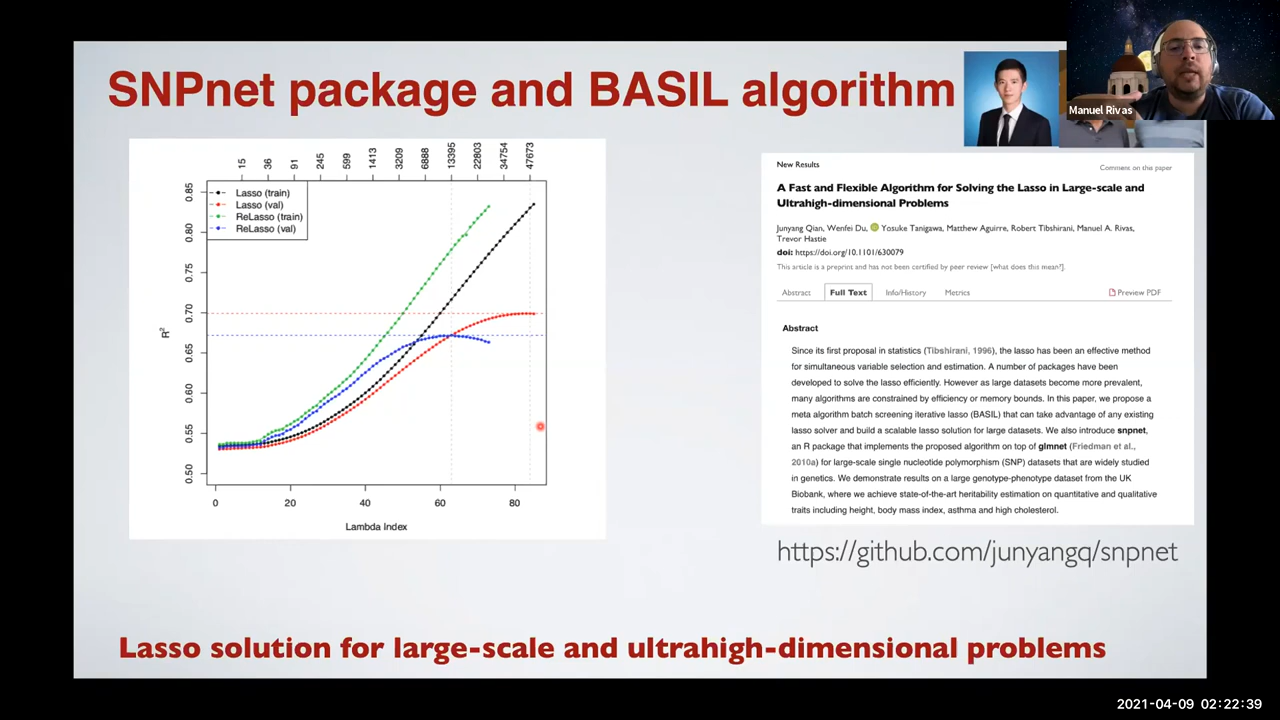 SNPnet package and BASIL algorithm
Manuel Rivas
15 36 91 245 599 1413 3209 6888 13395 22803 34754 47673
Lasso (train)
Lasso (val)
ReLasso (train)
ReLasso (val)
0.85
0.80
0.75
0.70
0.65
0.60
0.55
0.50
R²
0 20 40 60 80
Lambda Index
New Results
Comment on this paper
A Fast and Flexible Algorithm for Solving the Lasso in Large-scale and
Ultrahigh-dimensional Problems
Junyang Qian, Wenfei Du, Yosuke Tanigawa, Matthew Aguirre, Robert Tibshirani, Manuel A. Rivas,
Trevor Hastie
doi: https://doi.org/10.1101/630079
This article is a preprint and has not been certified by peer review [what does this mean?].
Abstract Full Text Info/History Metrics Preview PDF
Abstract
Since its first proposal in statistics (Tibshirani, 1996), the lasso has been an effective method
for simultaneous variable selection and estimation. A number of packages have been
developed to solve the lasso efficiently. However as large datasets become more prevalent,
many algorithms are constrained by efficiency or memory bounds. In this paper, we propose a
meta algorithm batch screening iterative lasso (BASIL) that can take advantage of any existing
lasso solver and build a scalable lasso solution for large datasets. We also introduce snpnet,
an R package that implements the proposed algorithm on top of glmnet (Friedman et al.,
2010a) for large-scale single nucleotide polymorphism (SNP) datasets that are widely studied
in genetics. We demonstrate results on a large genotype-phenotype dataset from the UK
Biobank, where we achieve state-of-the-art heritability estimation on quantitative and qualitative
traits including height, body mass index, asthma and high cholesterol.
https://github.com/junyangq/snpnet
Lasso solution for large-scale and ultrahigh-dimensional problems
2021-04-09 02:22:39